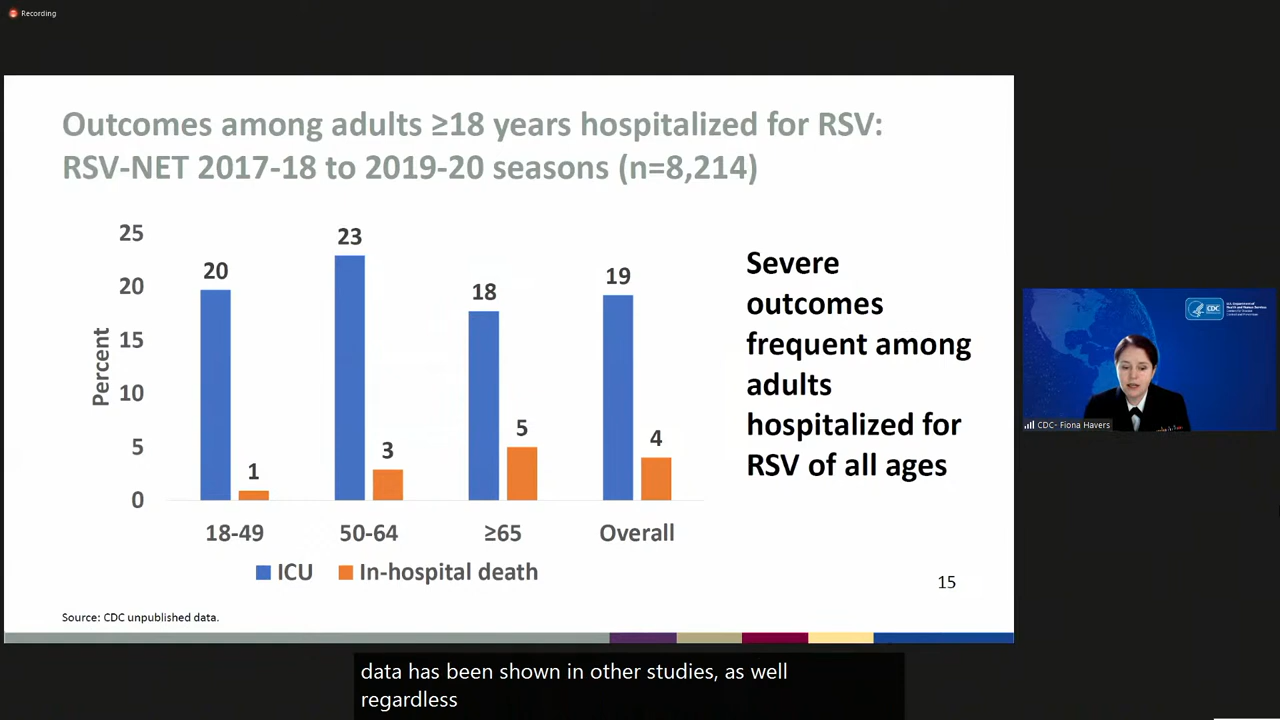 Recording
Outcomes among adults ≥18 years hospitalized for RSV:
RSV-NET 2017-18 to 2019-20 seasons (n=8,214)
Percent
25
20
15
10
5
0
20
1
23
3
18
5
19
4
18-49
50-64
≥65
Overall
ICU
In-hospital death
Severe
outcomes
frequent among
adults
hospitalized for
RSV of all ages
15
Source: CDC unpublished data.
CDC
CDC- Fiona Havers
data has been shown in other studies, as well
regardless